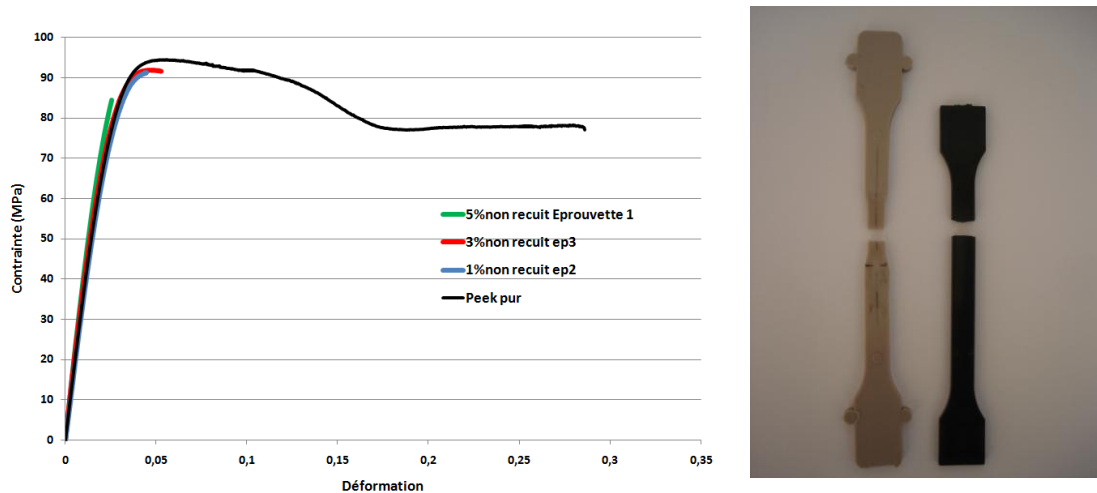 100
90
80
70
60
50
40
30
20
10
0
Contrainte (MPa)
5%non recuit Eprouvette 1
3%non recuit ep3
1%non recuit ep2
Peek pur
0 0,05 0,1 0,15 0,2 0,25 0,3 0,35
Déformation